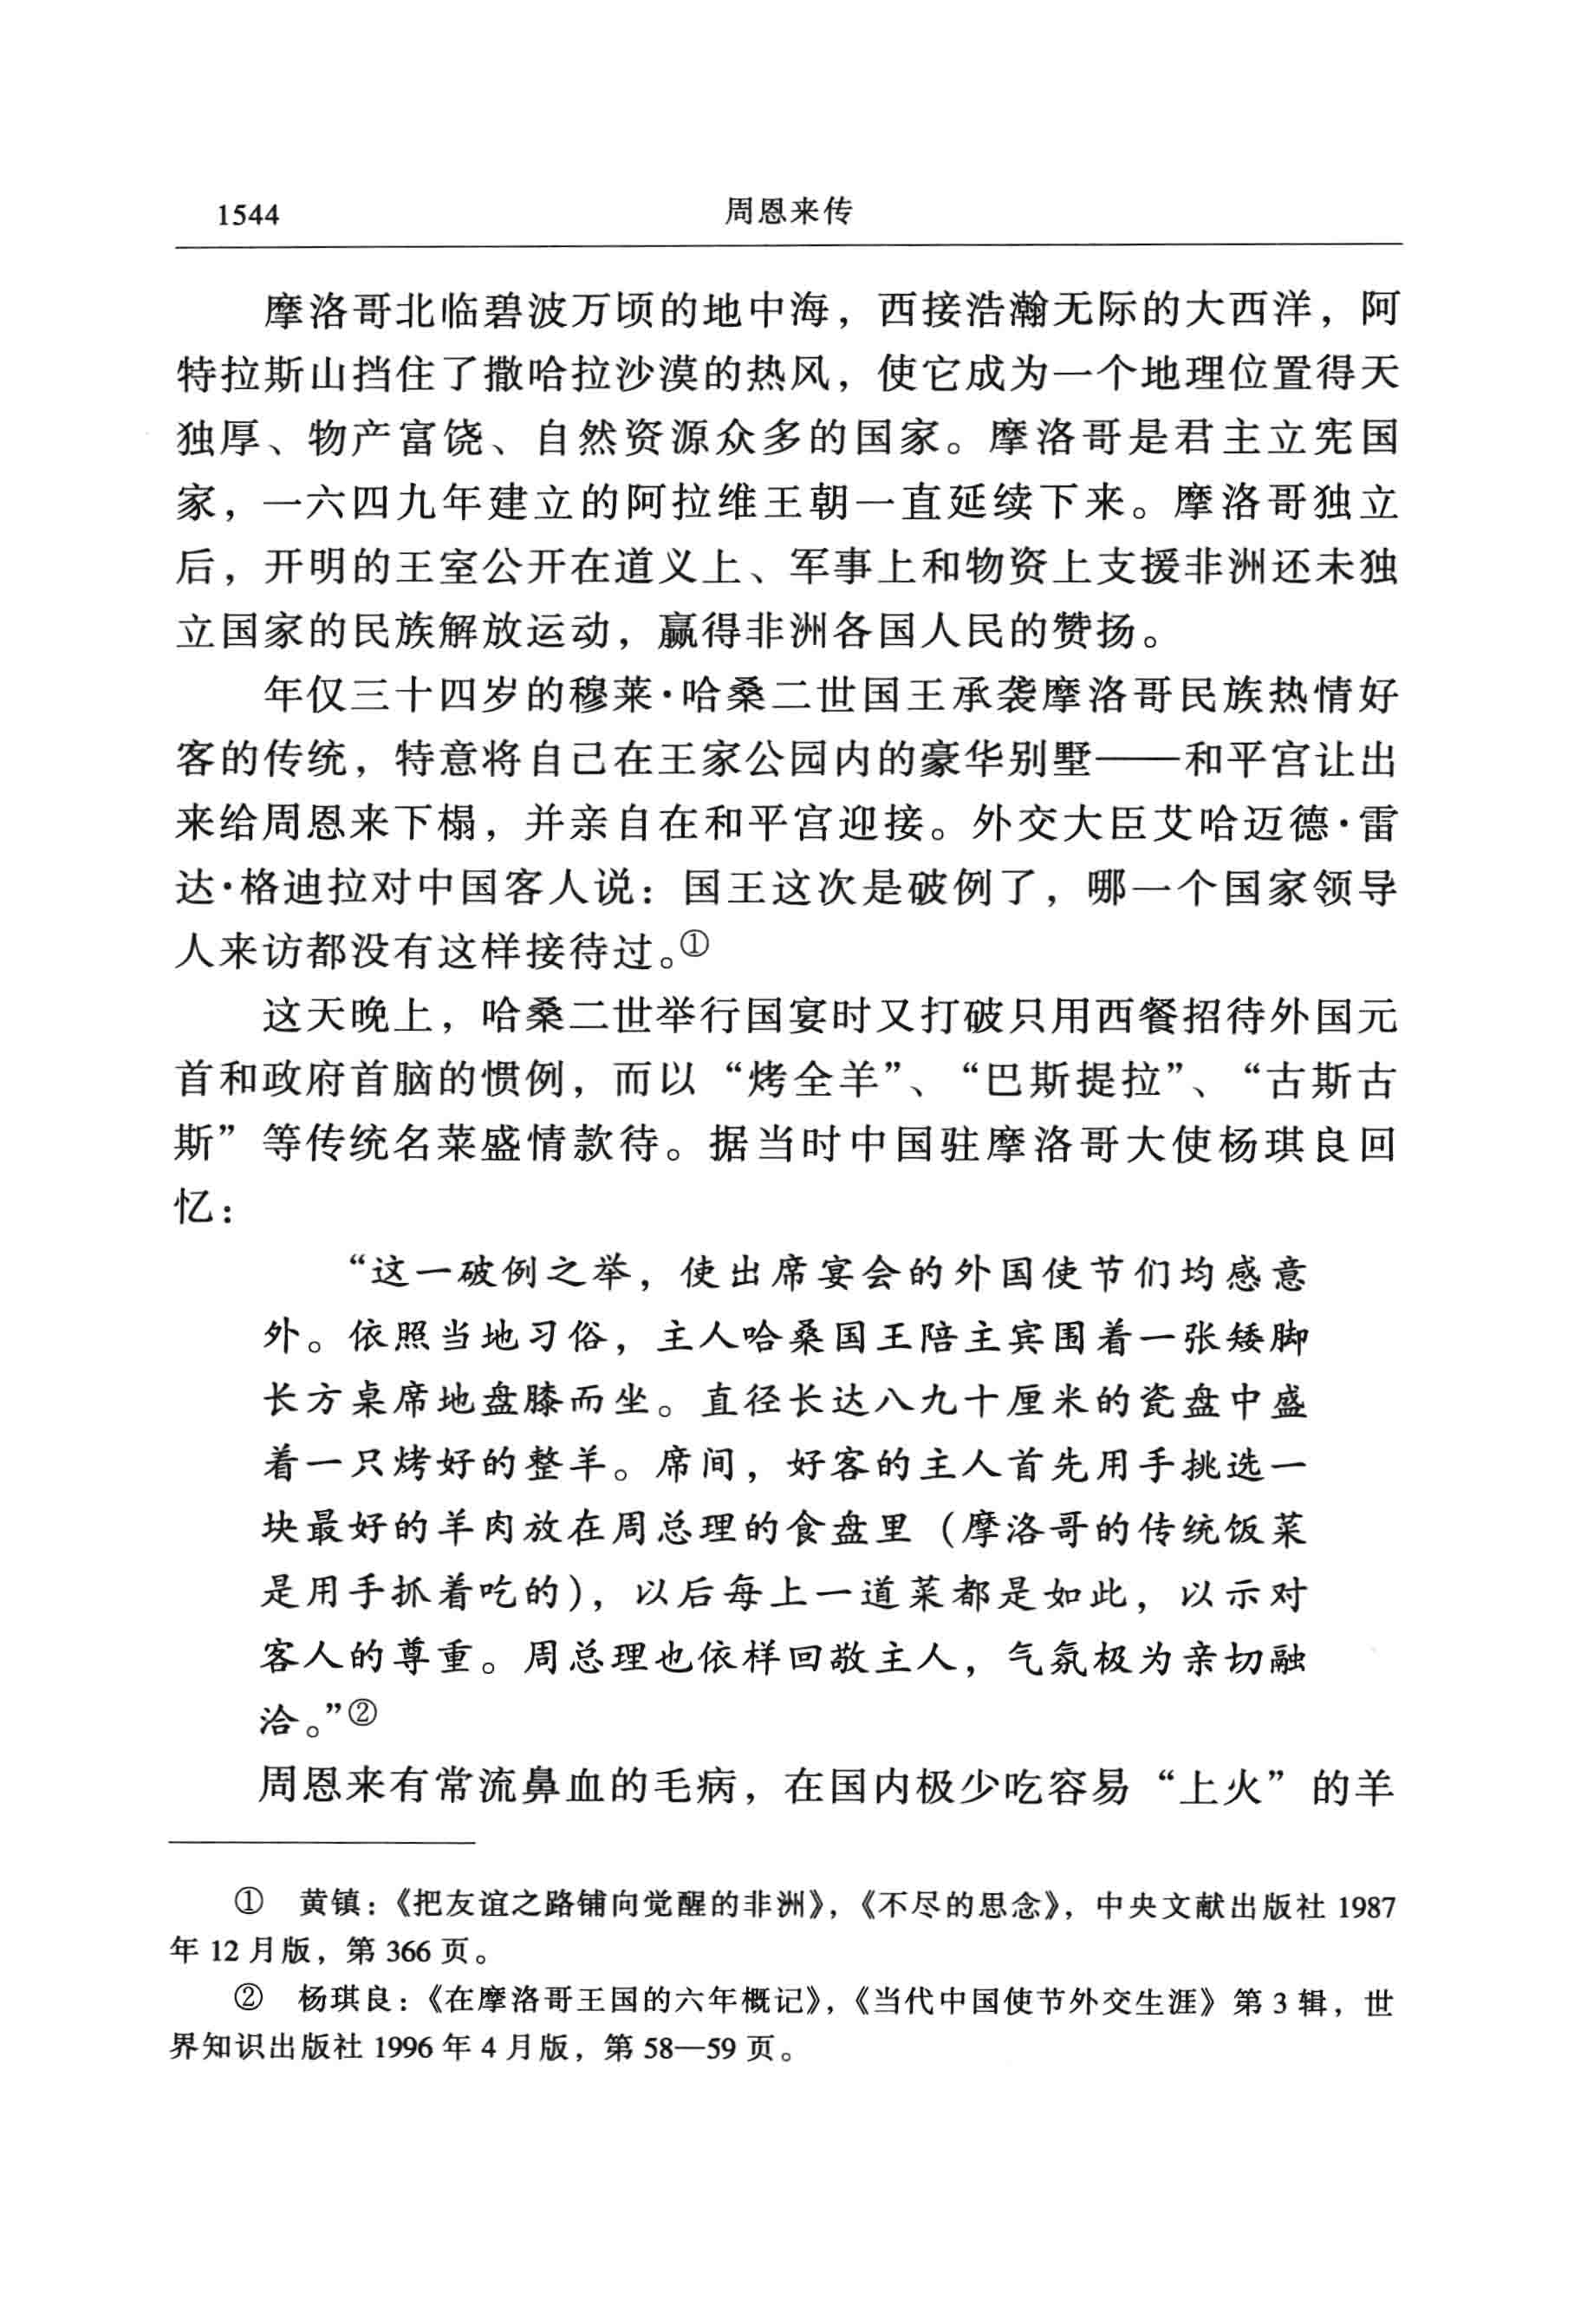 1544
周恩来传
摩洛哥北临碧波万顷的地中海，西接浩瀚无际的大西洋，阿
特拉斯山挡住了撒哈拉沙漠的热风，使它成为一个地理位置得天
独厚、物产富饶、自然资源众多的国家。摩洛哥是君主立宪国
家，一六四九年建立的阿拉维王朝一直延续下来。摩洛哥独立
后，开明的王室公开在道义上、军事上和物资上支援非洲还未独
立国家的民族解放运动，赢得非洲各国人民的赞扬。
年仅三十四岁的穆莱·哈桑二世国王承袭摩洛哥民族热情好
客的传统，特意将自己在王家公园内的豪华别墅——和平宫让出
来给周恩来下榻，并亲自在和平宫迎接。外交大臣艾哈迈德·雷
达·格迪拉对中国客人说：国王这次是破例了，哪一个国家领导
人来访都没有这样接待过。①
这天晚上，哈桑二世举行国宴时又打破只用西餐招待外国元
首和政府首脑的惯例，而以“烤全羊”、“巴斯提拉”、“古斯古
斯”等传统名菜盛情款待。据当时中国驻摩洛哥大使杨琪良回
忆：
“这一破例之举，使出席宴会的外国使节们均感意
外。依照当地习俗，主人哈桑国王陪主宾围着一张矮脚
长方桌席地盘膝而坐。直径长达八九十厘米的瓷盘中盛
着一只烤好的整羊。席间，好客的主人首先用手挑选一
块最好的羊肉放在周总理的食盘里（摩洛哥的传统饭菜
是用手抓着吃的），以后每上一道菜都是如此，以示对
客人的尊重。周总理也依样回敬主人，气氛极为亲切融
洽。”②
周恩来有常流鼻血的毛病，在国内极少吃容易“上火”的羊
① 黄镇：《把友谊之路铺向觉醒的非洲》，《不尽的思念》，中央文献出版社 1987
年 12 月版，第 366 页。
② 杨琪良：《在摩洛哥王国的六年概记》，《当代中国使节外交生涯》第 3 辑，世
界知识出版社 1996 年 4 月版，第 58—59 页。